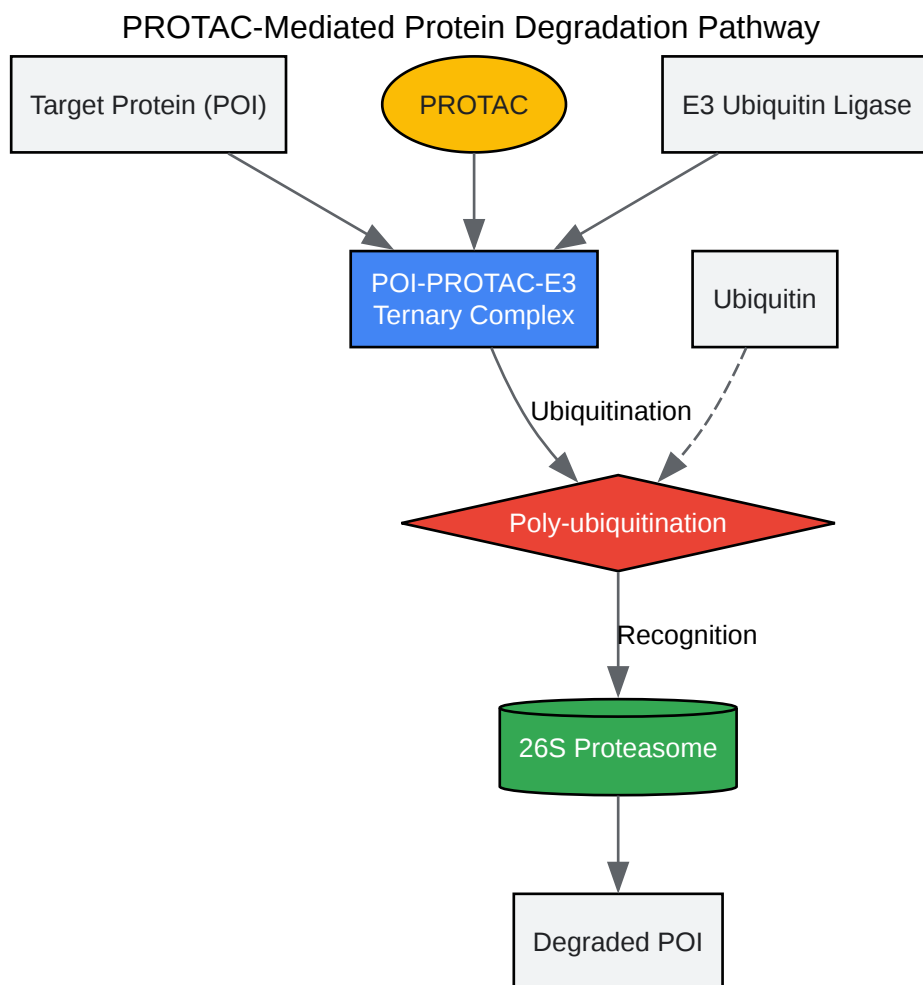 PROTAC-Mediated Protein Degradation Pathway
Target Protein (POI)
PROTAC
E3 Ubiquitin Ligase
POI-PROTAC-E3
Ternary Complex
Ubiquitin
Ubiquitination
Poly-ubiquitination
Recognition
26S Proteasome
Degraded POI